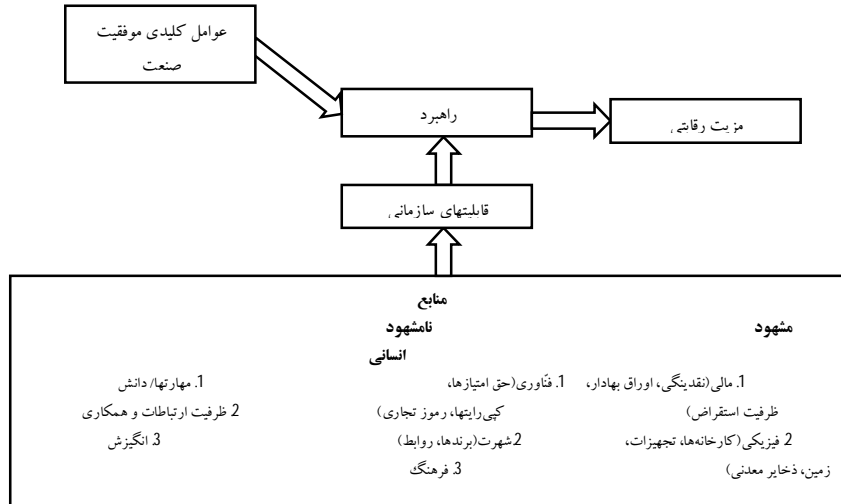 عوامل کلیدی موفقیت
صنعت
راهبرد
مزیت رقابتی
قابلیتهای سازمانی
منابع
مشهود
نامشهود
انسانی
1. مالی(نقدینگی، اوراق بهادار،
ظرفیت استقراض)
2. فیزیکی(کارخانه‌ها، تجهیزات،
زمین، ذخایر معدنی)
1. فنّاوری(حق امتیازها،
کپی‌رایتها، رموز تجاری)
2.شهرت(برندها، روابط)
3. فرهنگ
1. مهارتها/ دانش
2. ظرفیت ارتباطات و همکاری
3. انگیزش